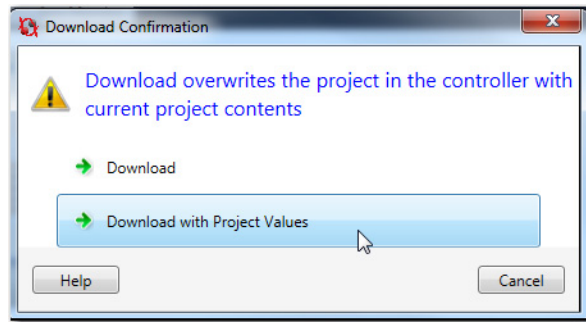 Download Confirmation
Download overwrites the project in the controller with
current project contents
Download
Download with Project Values
Help
Cancel